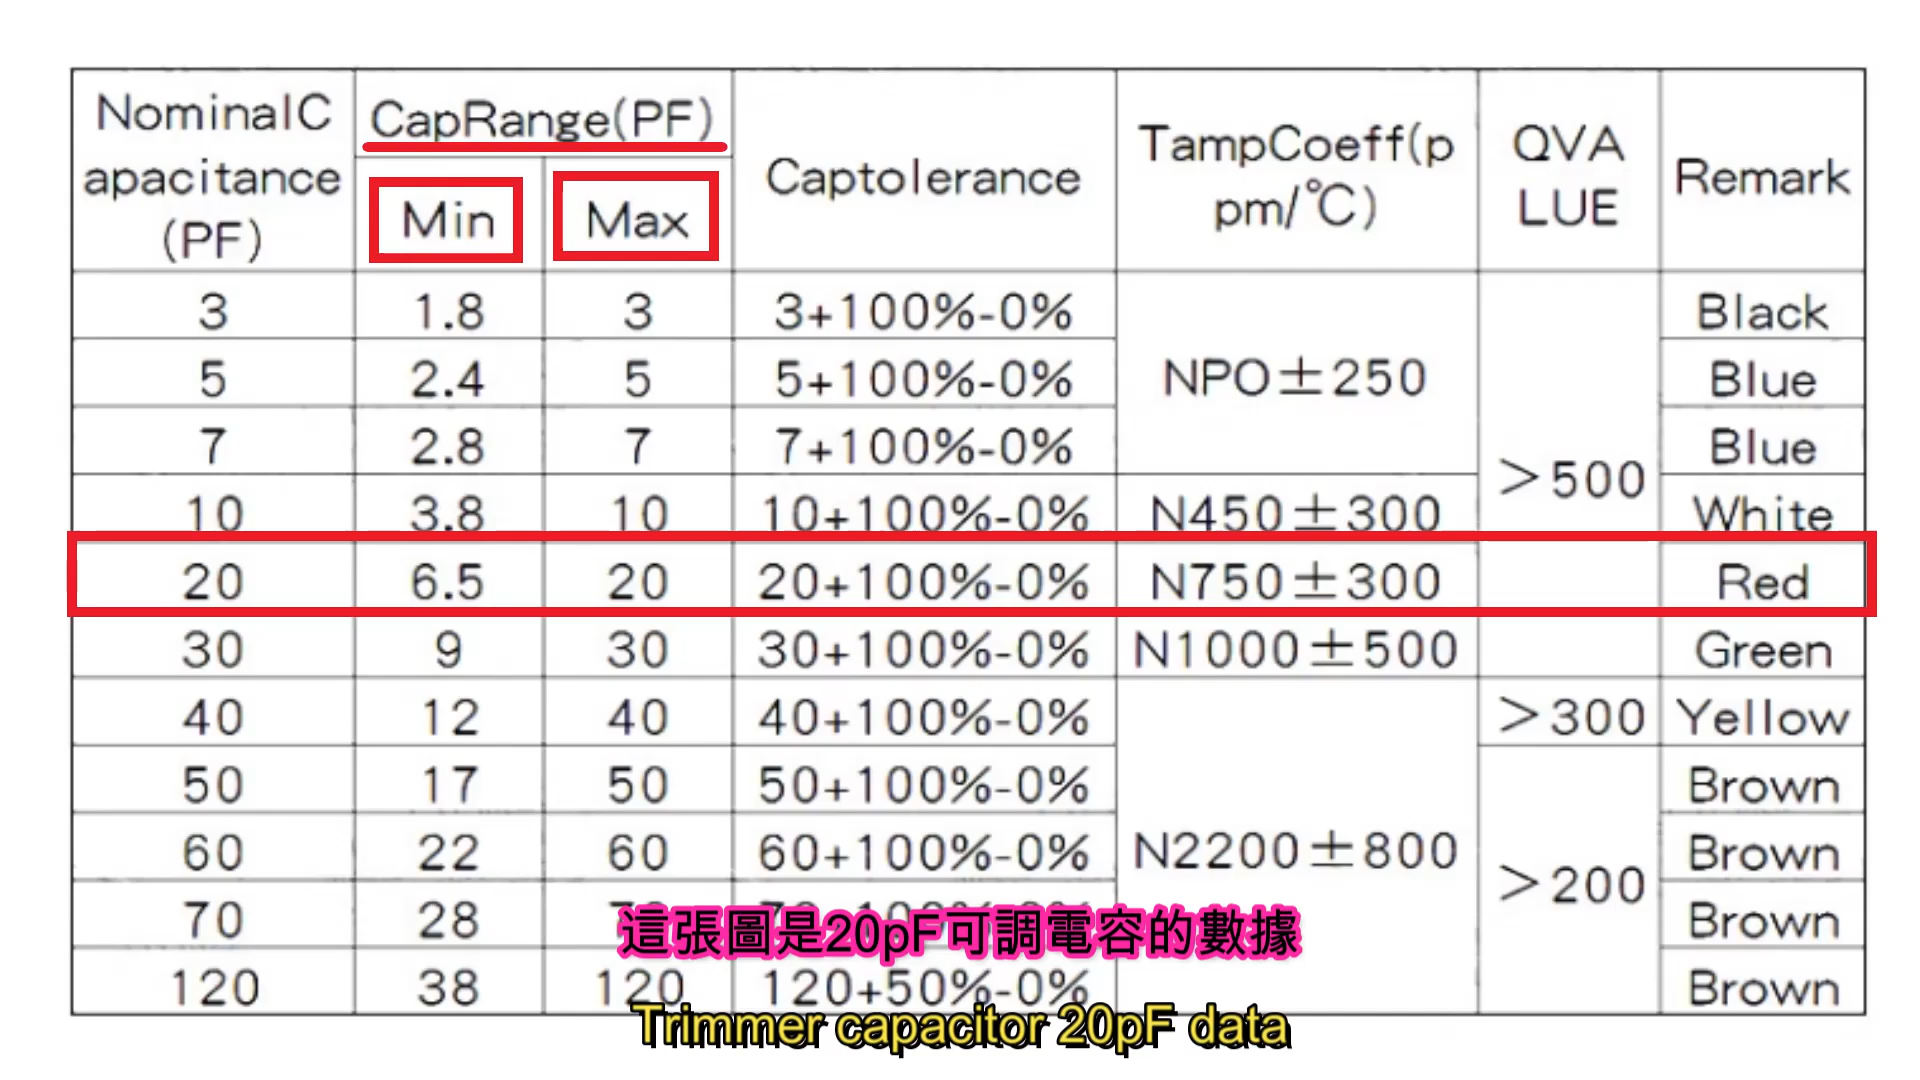 NominalC
apacitance
(PF)
CapRange(PF)
Min Max
Captolerance
TampCoeff(p
pm/℃)
QVA
LUE
Remark
3 1.8 3 3+100%-0% Black
5 2.4 5 5+100%-0% NPO±250 Blue
7 2.8 7 7+100%-0% Blue
>500
10 3.8 10 10+100%-0% N450±300 White
20 6.5 20 20+100%-0% N750±300 Red
30 9 30 30+100%-0% N1000±500 Green
40 12 40 40+100%-0% >300 Yellow
50 17 50 50+100%-0% Brown
60 22 60 60+100%-0% N2200±800 Brown
>200
70 28 Brown
這張圖是20pF可調電容的數據
120 38 120 120+50%-0% Brown
Trimmer capacitor 20pF data